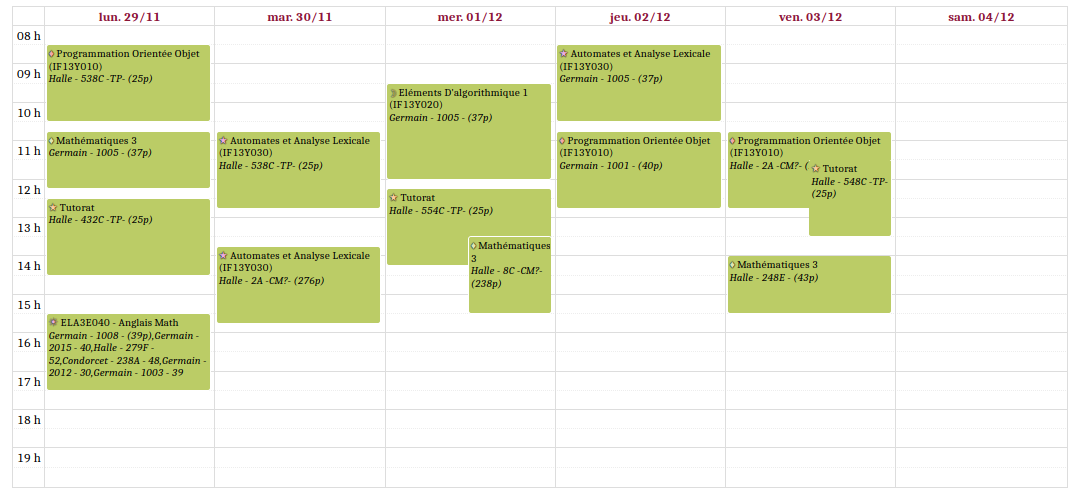 lun. 29/11
mar. 30/11
mer. 01/12
jeu. 02/12
ven. 03/12
sam. 04/12
08 h
09 h
10 h
11 h
12 h
13 h
14 h
15 h
16 h
17 h
18 h
19 h
Programmation Orientée Objet
(IF13Y010)
Halle - 538C -TP- (25p)
Mathématiques 3
Germain - 1005 - (37p)
Tutorat
Halle - 432C -TP- (25p)
ELA3E040 - Anglais Math
Germain - 1008 - (39p),Germain -
2015 - 40,Halle - 279F -
52,Condorcet - 238A - 48,Germain -
2012 - 30,Germain - 1003 - 39
Automates et Analyse Lexicale
(IF13Y030)
Halle - 538C -TP- (25p)
Automates et Analyse Lexicale
(IF13Y030)
Halle - 2A -CM?- (276p)
Eléments D'algorithmique 1
(IF13Y020)
Germain - 1005 - (37p)
Tutorat
Halle - 554C -TP- (25p)
Mathématiques
3
Halle - 8C -CM?-
(238p)
Automates et Analyse Lexicale
(IF13Y030)
Germain - 1005 - (37p)
Programmation Orientée Objet
(IF13Y010)
Germain - 1001 - (40p)
Programmation Orientée Objet
(IF13Y010)
Halle - 2A -CM?- (
Tutorat
Halle - 548C -TP-
(25p)
Mathématiques 3
Halle - 248E - (43p)